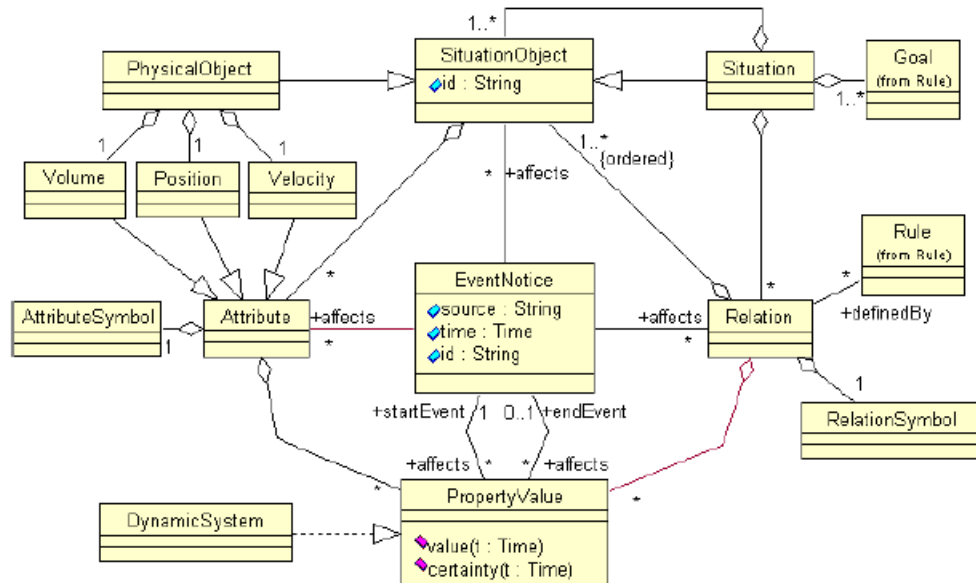 1..*
*
PhysicalObject
SituationObject
id : String
Situation
Goal
(from Rule)
1..*
1
1
1
1..*
{ordered}
*
+affects
Volume
Position
Velocity
Rule
(from Rule)
*
*
*
+definedBy
EventNotice
source : String
time : Time
id : String
AttributeSymbol
1
Attribute
+affects
*
+affects
*
Relation
1
RelationSymbol
+startEvent
1
0..1
+endEvent
+affects
*
*
+affects
*
*
PropertyValue
value(t : Time)
certainty(t : Time)
DynamicSystem